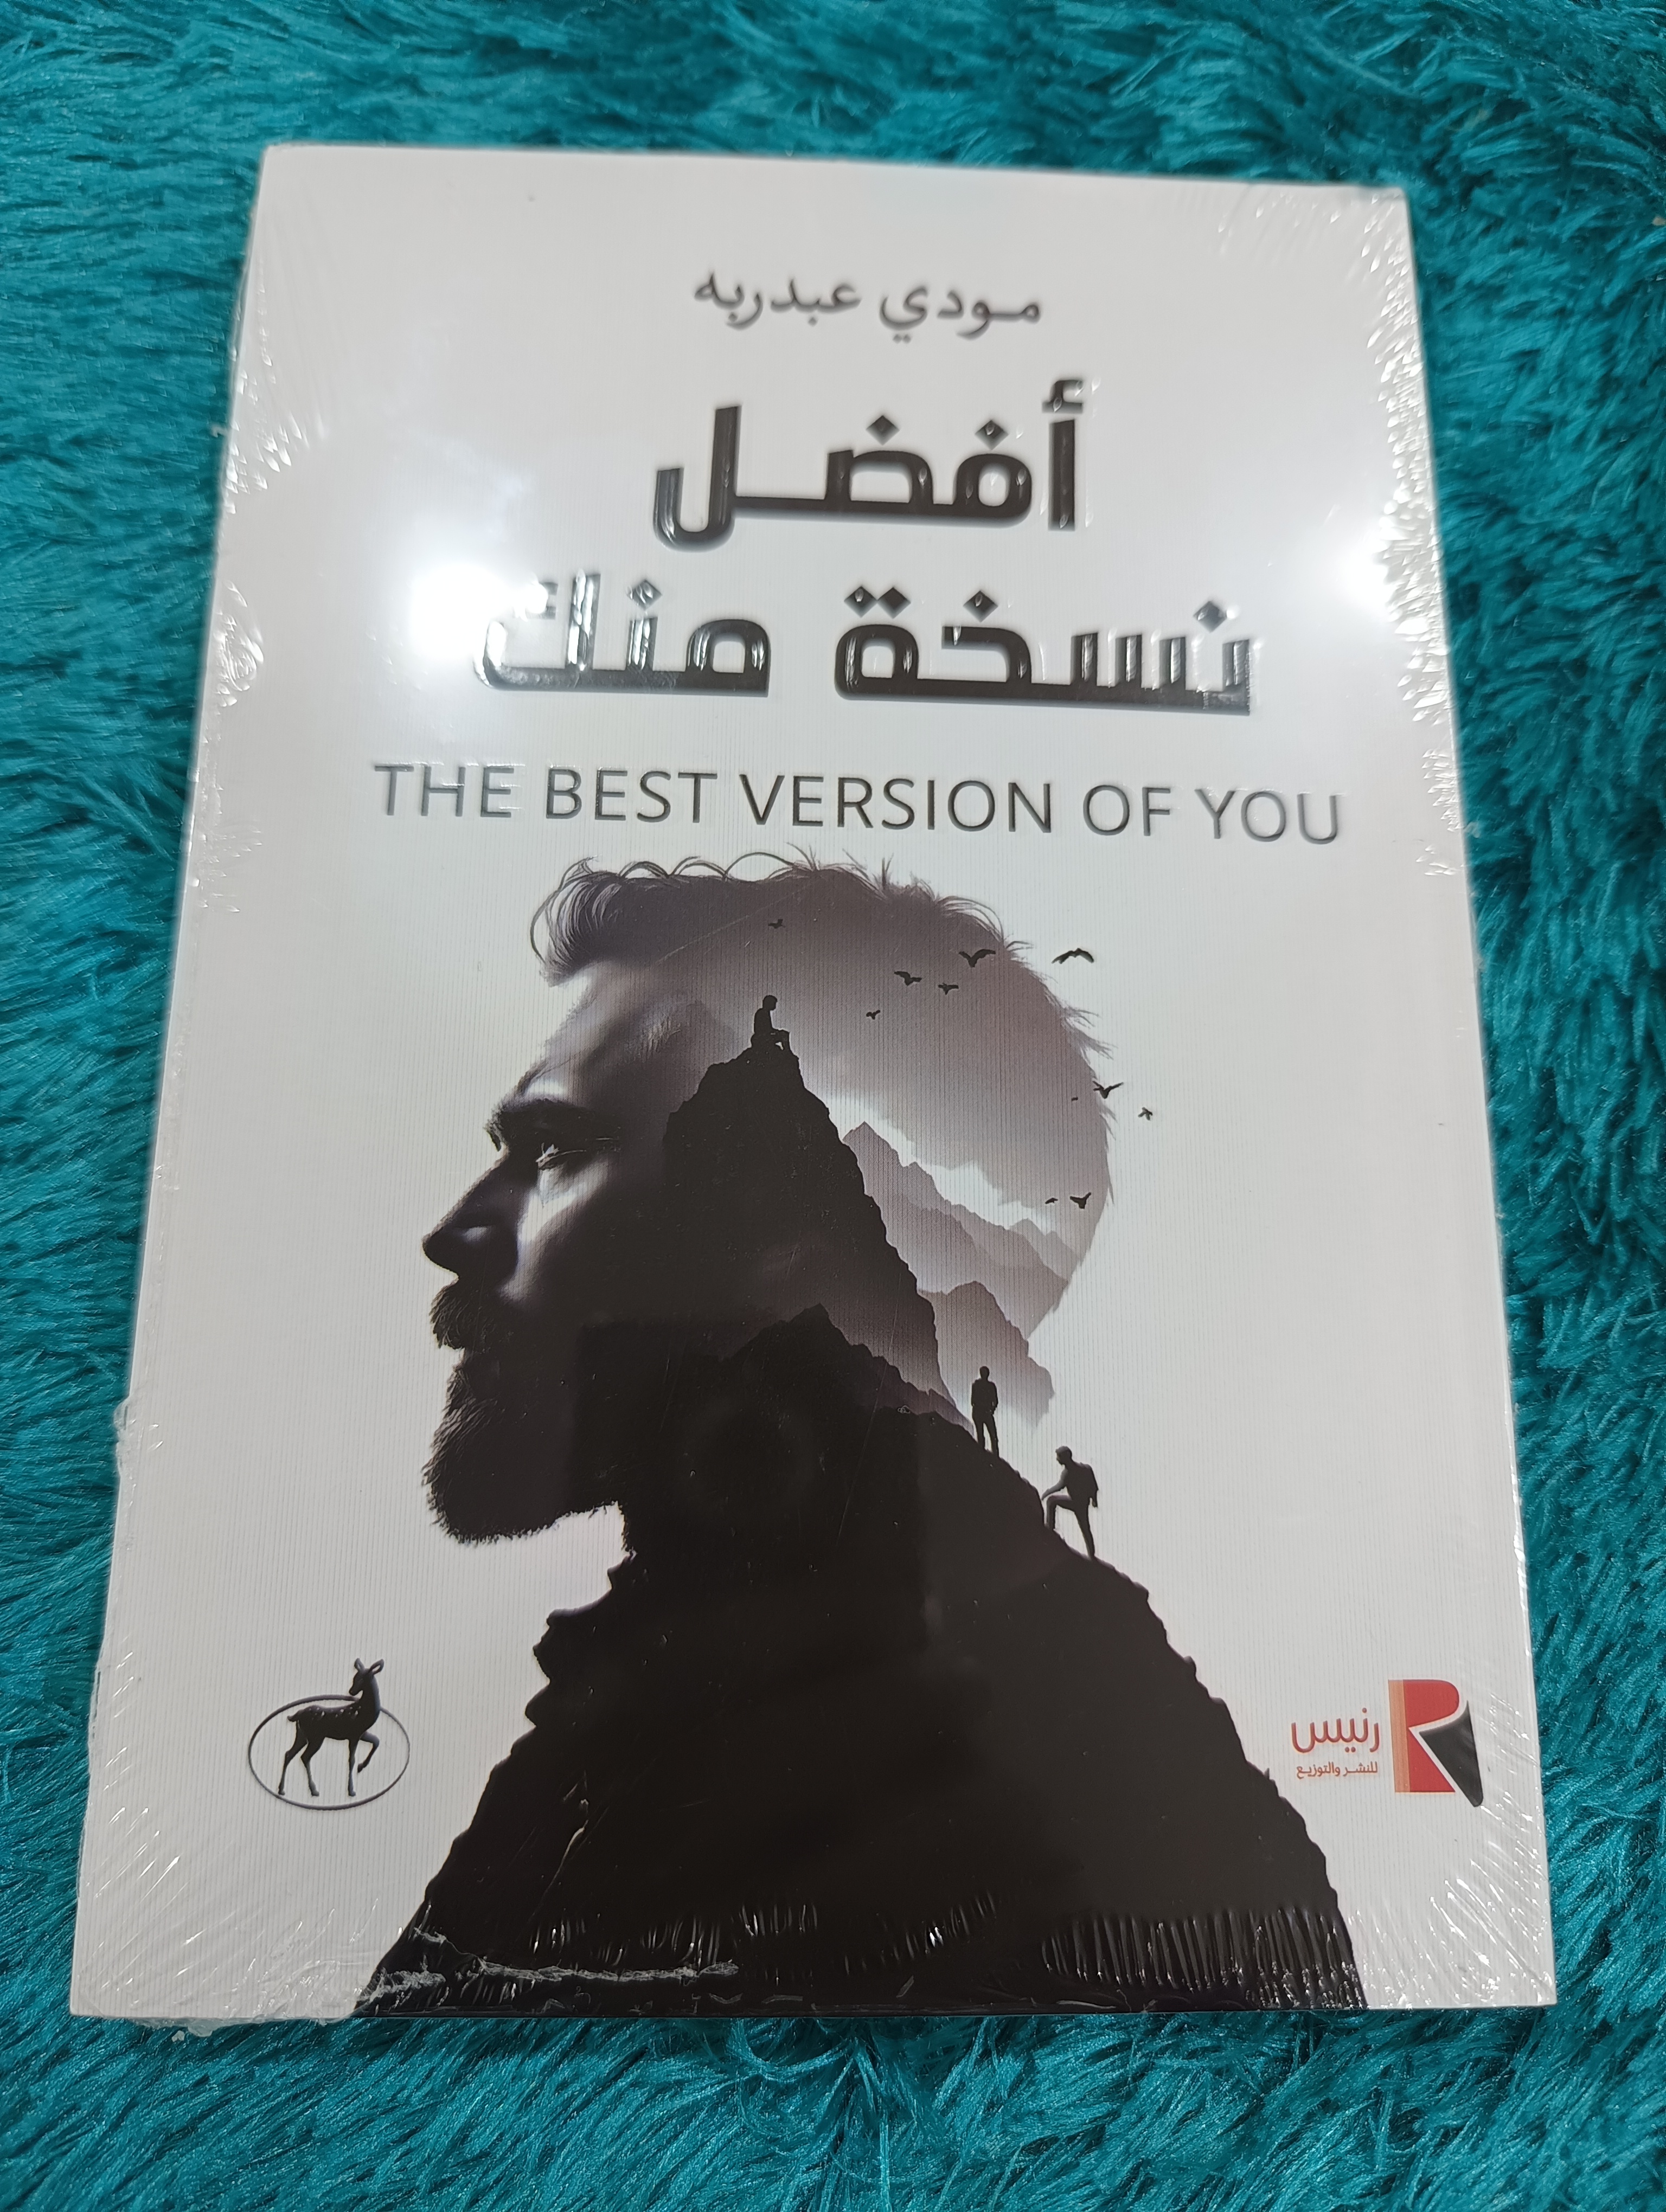 مودي عبدربه
أفضل
نسخة منك
THE BEST VERSION OF YOU
رنيس
للنشر والتوزيع